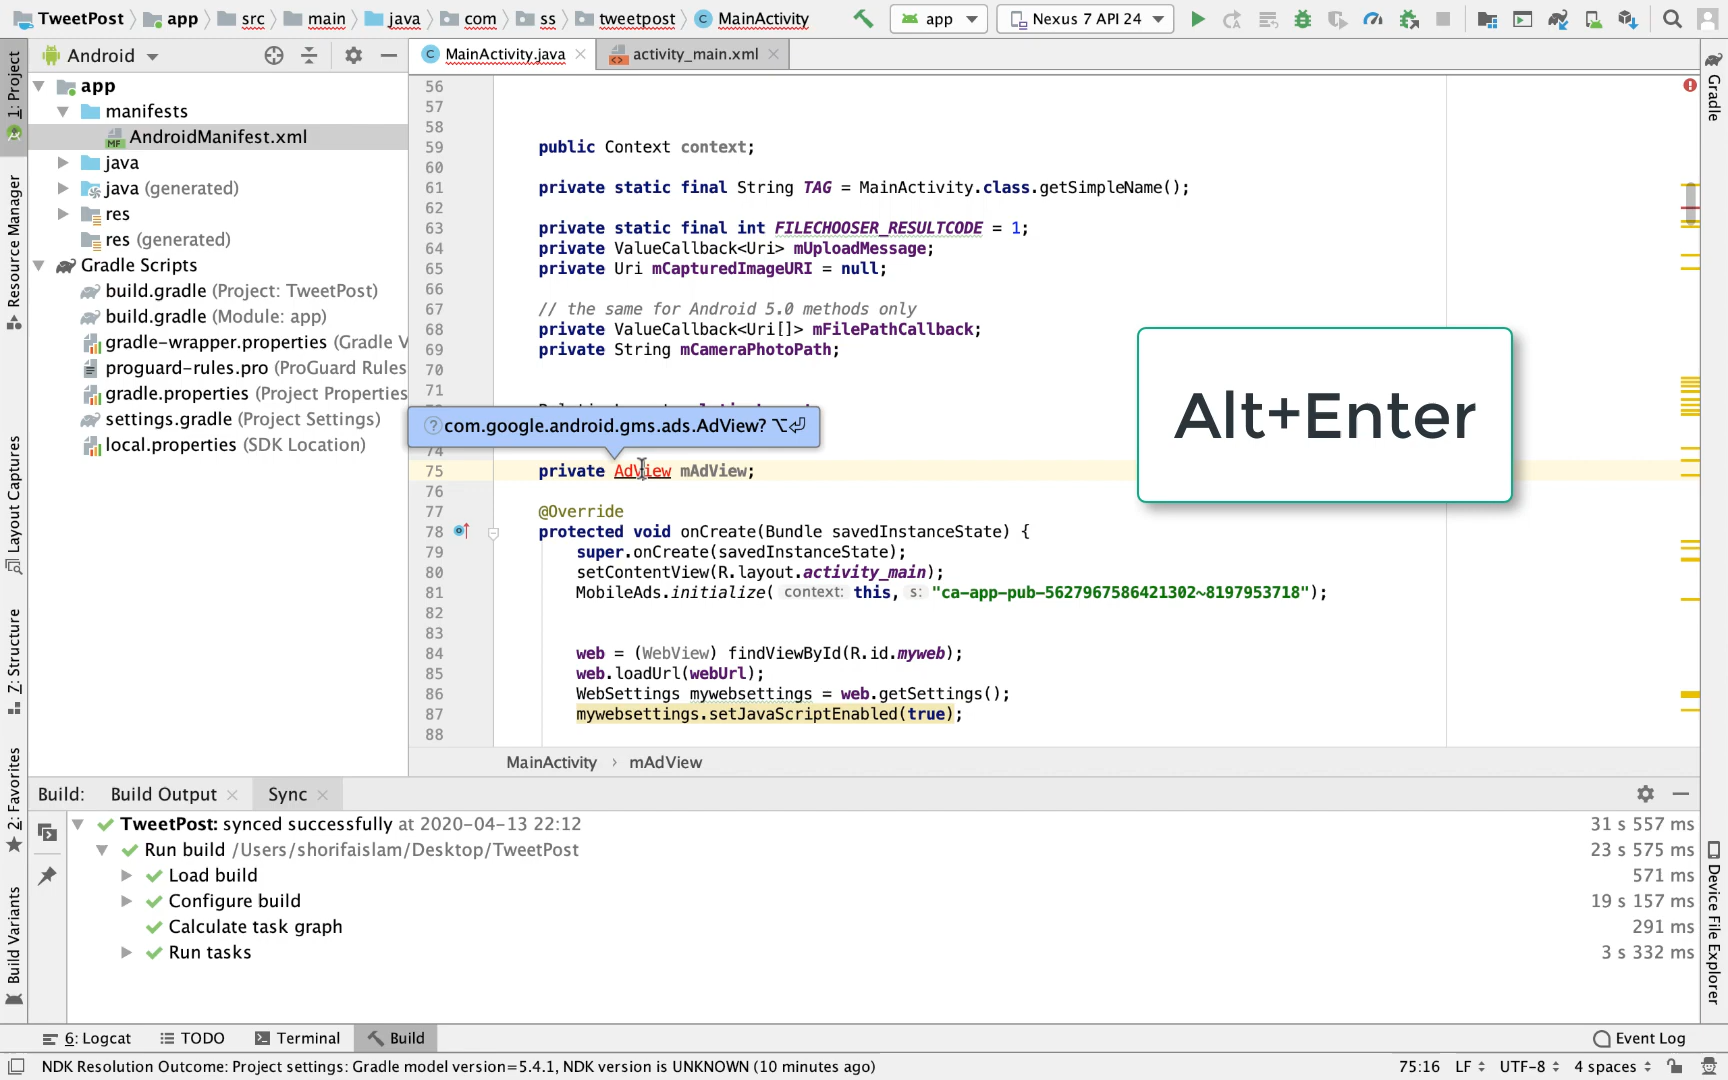 TweetPost app src main java com ss tweetpost MainActivity app Nexus 7 API 24
1: Project
Resource Manager
Layout Captures
7: Structure
2: Favorites
Build Variants
Android
app
manifests
AndroidManifest.xml
java
java (generated)
res
res (generated)
Gradle Scripts
build.gradle (Project: TweetPost)
build.gradle (Module: app)
gradle-wrapper.properties (Gradle V
proguard-rules.pro (ProGuard Rules
gradle.properties (Project Properties
settings.gradle (Project Settings)
local.properties (SDK Location)
MainActivity.java activity_main.xml
56
57
58
59 public Context context;
60
61 private static final String TAG = MainActivity.class.getSimpleName();
62
63 private static final int FILECHOOSER_RESULTCODE = 1;
64 private ValueCallback<Uri> mUploadMessage;
65 private Uri mCapturedImageURI = null;
66
67 // the same for Android 5.0 methods only
68 private ValueCallback<Uri[]> mFilePathCallback;
69 private String mCameraPhotoPath;
70
71
?com.google.android.gms.ads.AdView? ⌥⏎
74
75 private AdView mAdView;
76
77 @Override
78 protected void onCreate(Bundle savedInstanceState) {
79 super.onCreate(savedInstanceState);
80 setContentView(R.layout.activity_main);
81 MobileAds.initialize( context: this, s: "ca-app-pub-5627967586421302~8197953718");
82
83
84 web = (WebView) findViewById(R.id.myweb);
85 web.loadUrl(webUrl);
86 WebSettings mywebsettings = web.getSettings();
87 mywebsettings.setJavaScriptEnabled(true);
88
MainActivity › mAdView
Alt+Enter
Gradle
Device File Explorer
Build: Build Output Sync
TweetPost: synced successfully at 2020-04-13 22:12 31 s 557 ms
Run build /Users/shorifaislam/Desktop/TweetPost 23 s 575 ms
Load build 571 ms
Configure build 19 s 157 ms
Calculate task graph 291 ms
Run tasks 3 s 332 ms
6: Logcat TODO Terminal Build Event Log
NDK Resolution Outcome: Project settings: Gradle model version=5.4.1, NDK version is UNKNOWN (10 minutes ago) 75:16 LF UTF-8 4 spaces